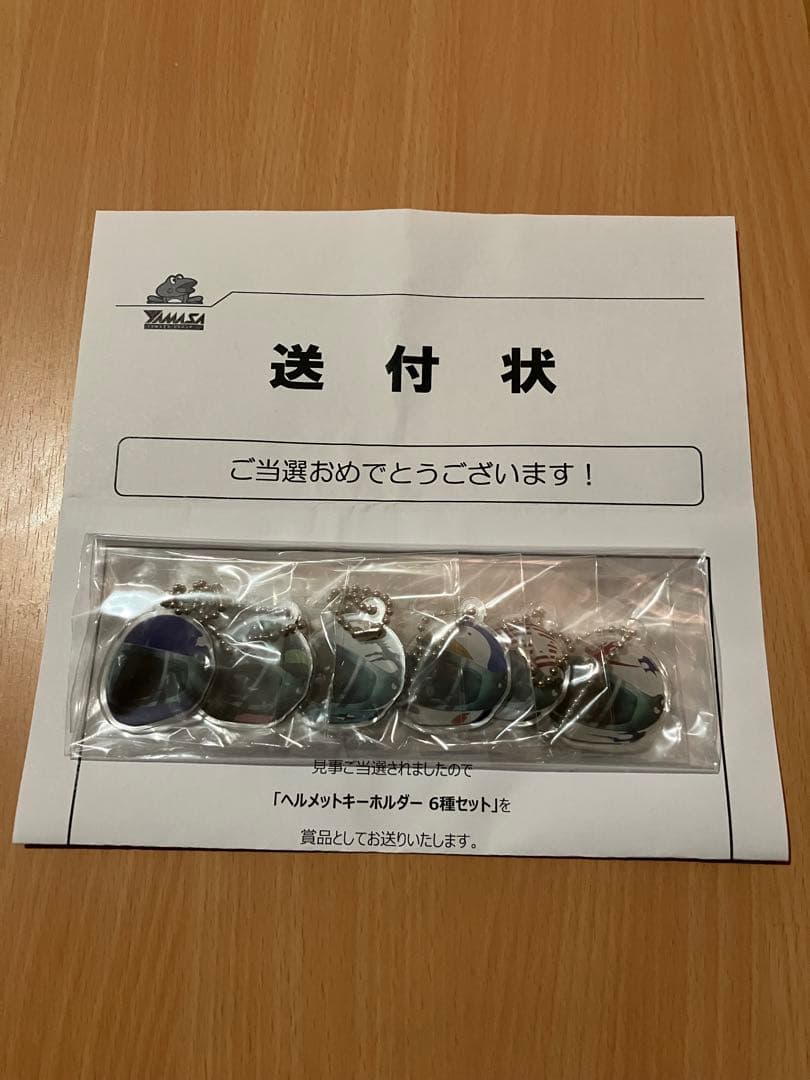 YAMASA
送付状
ご当選おめでとうございます！
見事ご当選されましたので
「ヘルメットキーホルダー 6種セット」を
賞品としてお送りいたします。